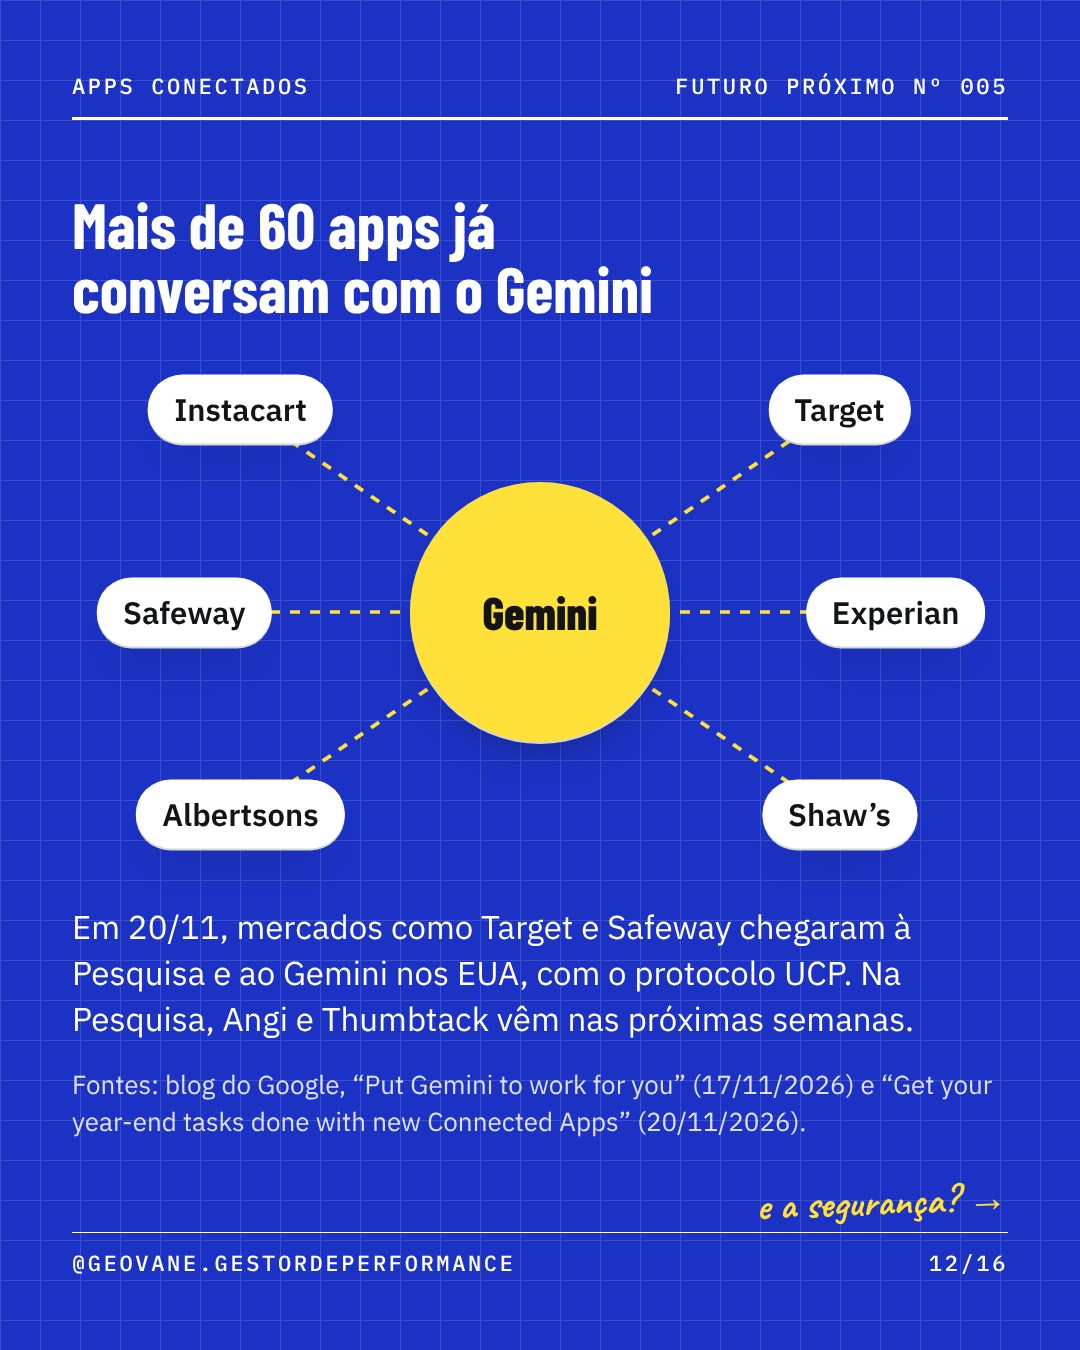 APPS CONECTADOS
FUTURO PRÓXIMO Nº 005
Mais de 60 apps já
conversam com o Gemini
Instacart
Target
Safeway
Gemini
Experian
Albertsons
Shaw’s
Em 20/11, mercados como Target e Safeway chegaram à
Pesquisa e ao Gemini nos EUA, com o protocolo UCP. Na
Pesquisa, Angi e Thumbtack vêm nas próximas semanas.
Fontes: blog do Google, “Put Gemini to work for you” (17/11/2026) e “Get your
year-end tasks done with new Connected Apps” (20/11/2026).
e a segurança? →
@GEOVANE.GESTORDEPERFORMANCE
12/16